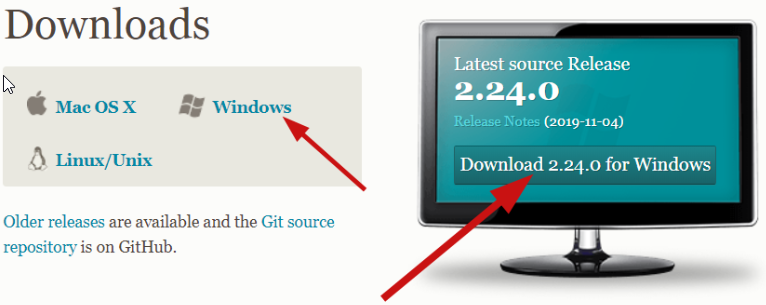 Downloads
Mac OS X
Windows
Linux/Unix
Older releases are available and the Git source
repository is on GitHub.
Latest source Release
2.24.0
Release Notes (2019-11-04)
Download 2.24.0 for Windows